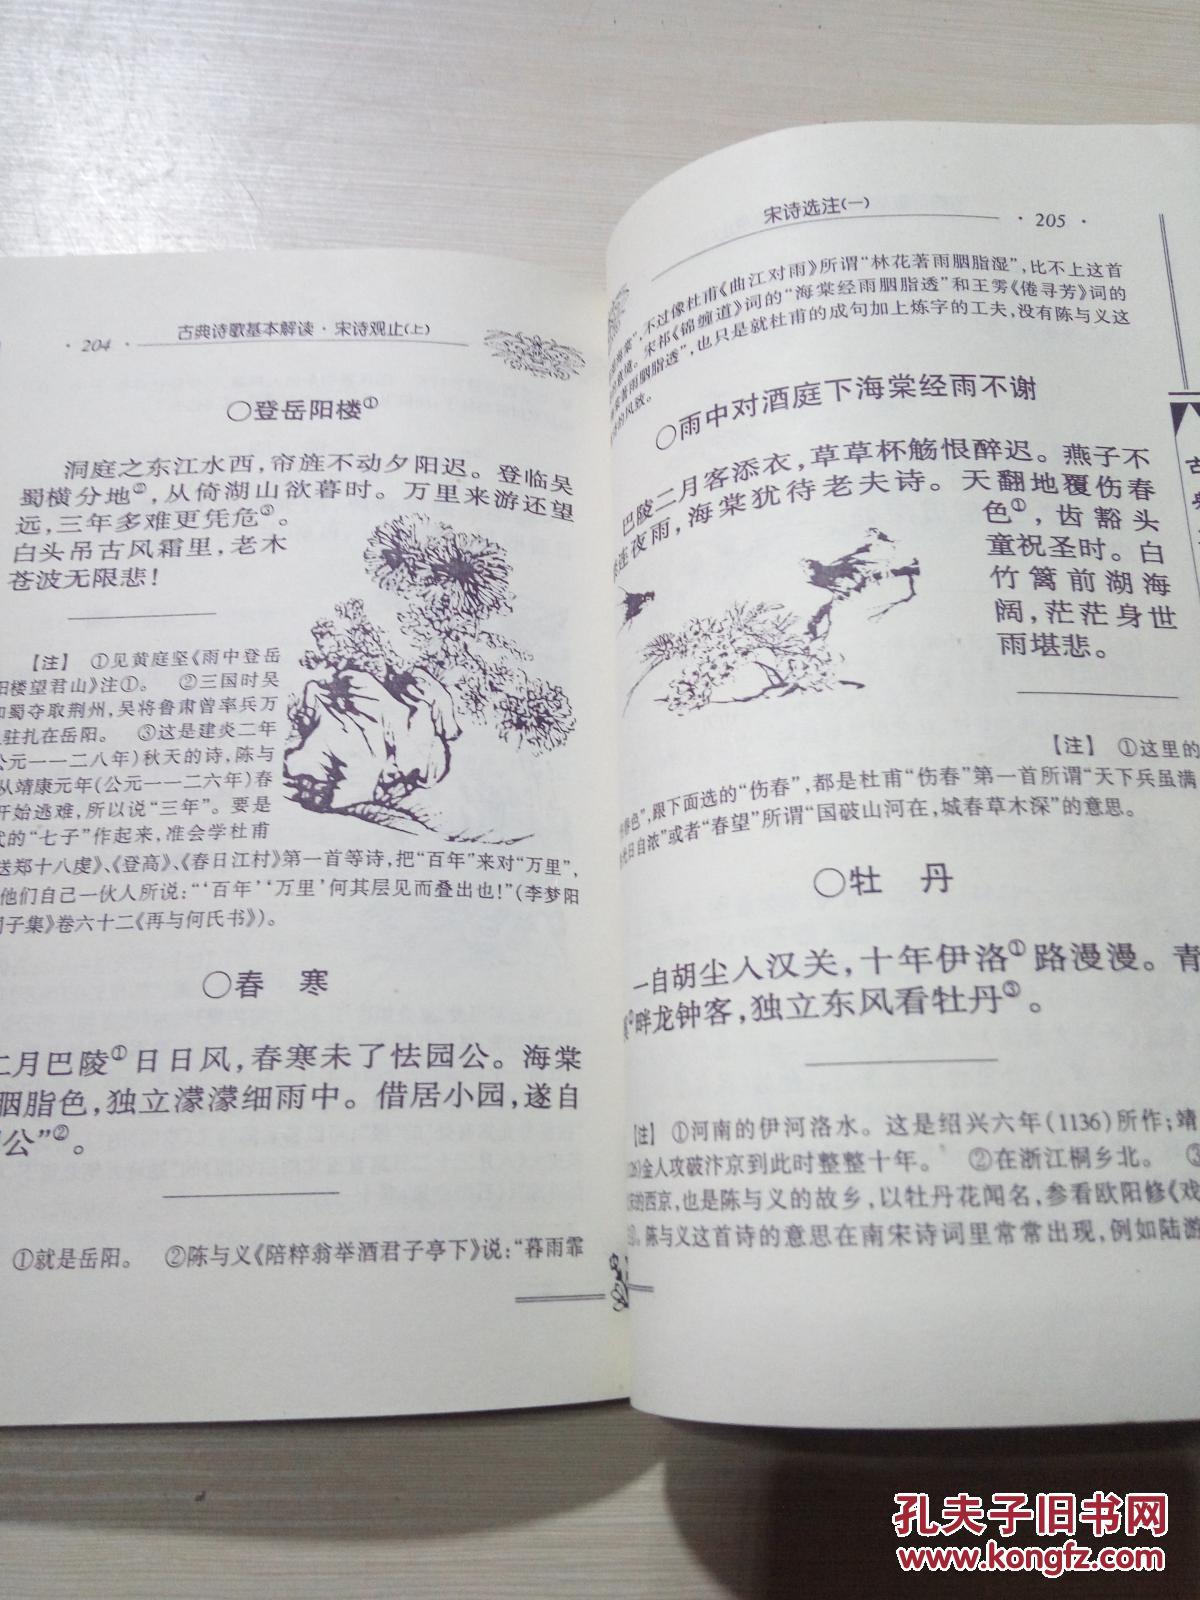 · 204 · 古典诗歌基本解读·宋诗观止(上)
○登岳阳楼①
洞庭之东江水西，帘旌不动夕阳迟。登临吴
蜀横分地②，从倚湖山欲暮时。万里来游还望
远，三年多难更凭危③。
白头吊古风霜里，老木
苍波无限悲！
【注】 ①见黄庭坚《雨中登岳
阳楼望君山》注①。 ②三国时吴
和蜀夺取荆州，吴将鲁肃曾率兵万
驻扎在岳阳。 ③这是建炎二年
公元一一二八年)秋天的诗，陈与
从靖康元年(公元一一二六年)春
开始逃难，所以说“三年”。要是
的“七子”作起来，准会学杜甫
送郑十八虔》、《登高》、《春日江村》第一首等诗，把“百年”来对“万里”，
他们自己一伙人所说：“‘百年’‘万里’何其层见而叠出也！”(李梦阳
同子集》卷六十二《再与何氏书》)。
○春 寒
二月巴陵①日日风，春寒未了怯园公。海棠
胭脂色，独立濛濛细雨中。借居小园，遂自
公”②。
①就是岳阳。 ②陈与义《陪粹翁举酒君子亭下》说：“暮雨霏
宋诗选注(一) · 205 ·
海棠”，不过像杜甫《曲江对雨》所谓“林花著雨胭脂湿”，比不上这首
意境。宋祁《锦缠道》词的“海棠经雨胭脂透”和王雱《倦寻芳》词的
著雨胭脂透”，也只是就杜甫的成句加上炼字的工夫，没有陈与义这
的风致。
○雨中对酒庭下海棠经雨不谢
巴陵二月客添衣，草草杯觞恨醉迟。燕子不
连夜雨，海棠犹待老夫诗。天翻地覆伤春
色①，齿豁头
童祝圣时。白
竹篱前湖海
阔，茫茫身世
雨堪悲。
【注】 ①这里的
春色”，跟下面选的“伤春”，都是杜甫“伤春”第一首所谓“天下兵虽满
日自浓”或者“春望”所谓“国破山河在，城春草木深”的意思。
○牡 丹
一自胡尘入汉关，十年伊洛①路漫漫。青
畔龙钟客，独立东风看牡丹③。
【注】 ①河南的伊河洛水。这是绍兴六年(1136)所作；靖
金人攻破汴京到此时整整十年。 ②在浙江桐乡北。 ③
的西京，也是陈与义的故乡，以牡丹花闻名，参看欧阳修《戏
。陈与义这首诗的意思在南宋诗词里常常出现，例如陆游
古
孔夫子旧书网
www.kongfz.com